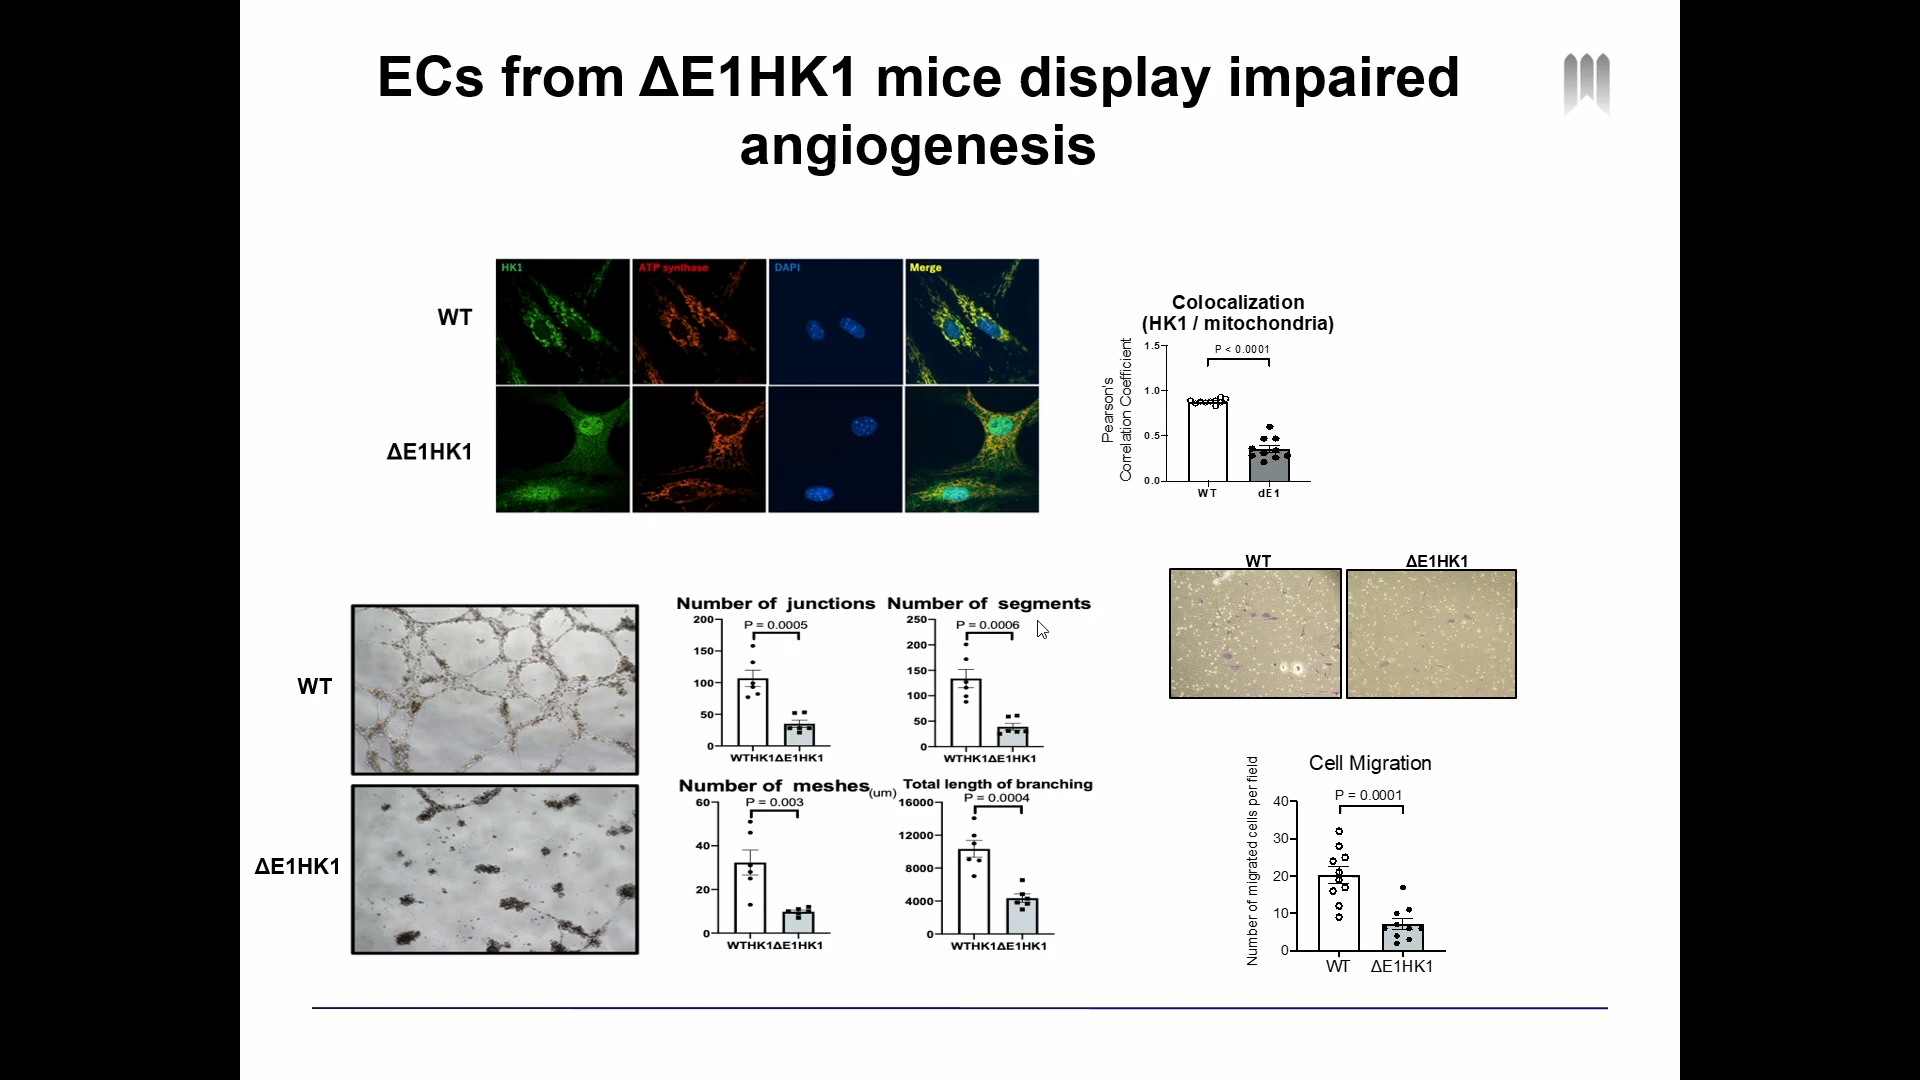 ECs from ΔE1HK1 mice display impaired
angiogenesis
HK1
ATP synthase
DAPI
Merge
WT
ΔE1HK1
Colocalization
(HK1 / mitochondria)
Pearson's
Correlation Coefficient
1.5
1.0
0.5
0.0
P < 0.0001
WT
dE1
WT
ΔE1HK1
WT
ΔE1HK1
Number of junctions
200
150
100
50
0
P = 0.0005
WTHK1ΔE1HK1
Number of segments
250
200
150
100
50
0
P = 0.0006
WTHK1ΔE1HK1
Number of meshes
60
40
20
0
P = 0.003
WTHK1ΔE1HK1
(um)
Total length of branching
16000
12000
8000
4000
0
P = 0.0004
WTHK1ΔE1HK1
Cell Migration
Number of migrated cells per field
40
30
20
10
0
P = 0.0001
WT
ΔE1HK1